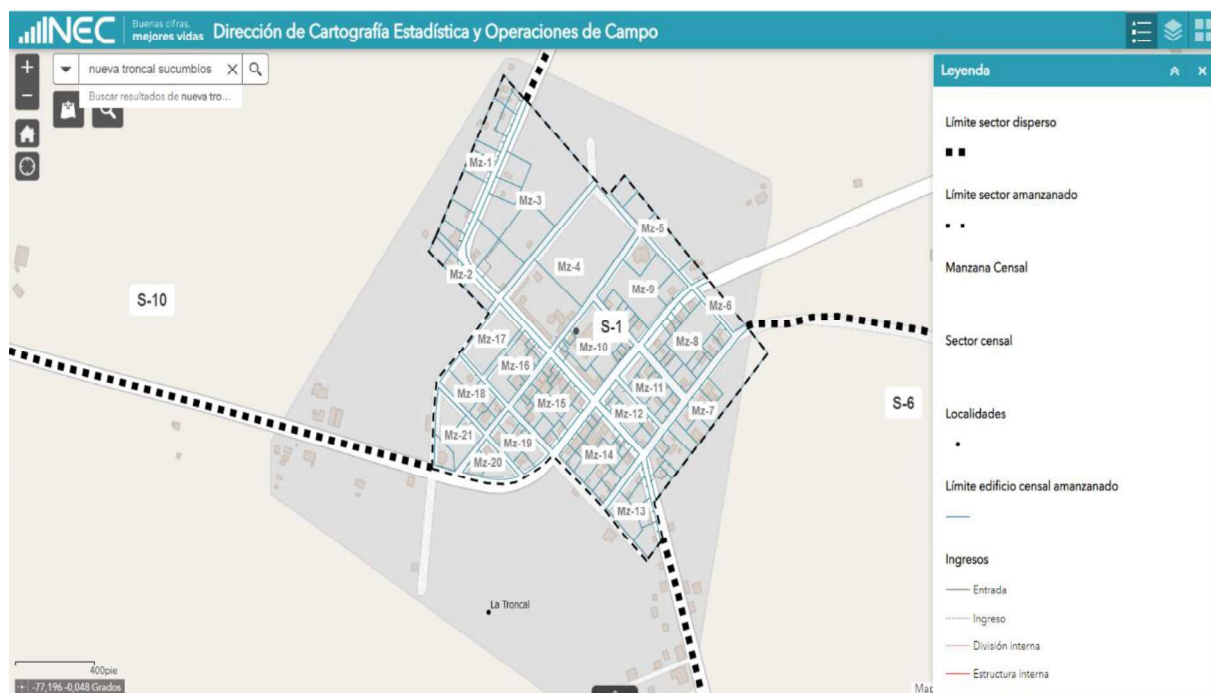 INEC
Buenas cifras,
mejores vidas
Dirección de Cartografía Estadística y Operaciones de Campo
nueva troncal sucumbíos
Buscar resultados de nueva tro...
Leyenda
Límite sector disperso
Límite sector amanzanado
Manzana Censal
Sector censal
Localidades
Límite edificio censal amanzanado
Ingresos
Entrada
Ingreso
División interna
Estructura interna
Mz-1
Mz-3
Mz-5
Mz-2
Mz-4
Mz-9
Mz-6
S-10
S-1
Mz-17
Mz-10
Mz-8
Mz-16
Mz-11
Mz-18
Mz-15
Mz-12
Mz-7
S-6
Mz-21
Mz-19
Mz-20
Mz-14
Mz-13
La Troncal
400pie
-77,196 -0,048 Grados